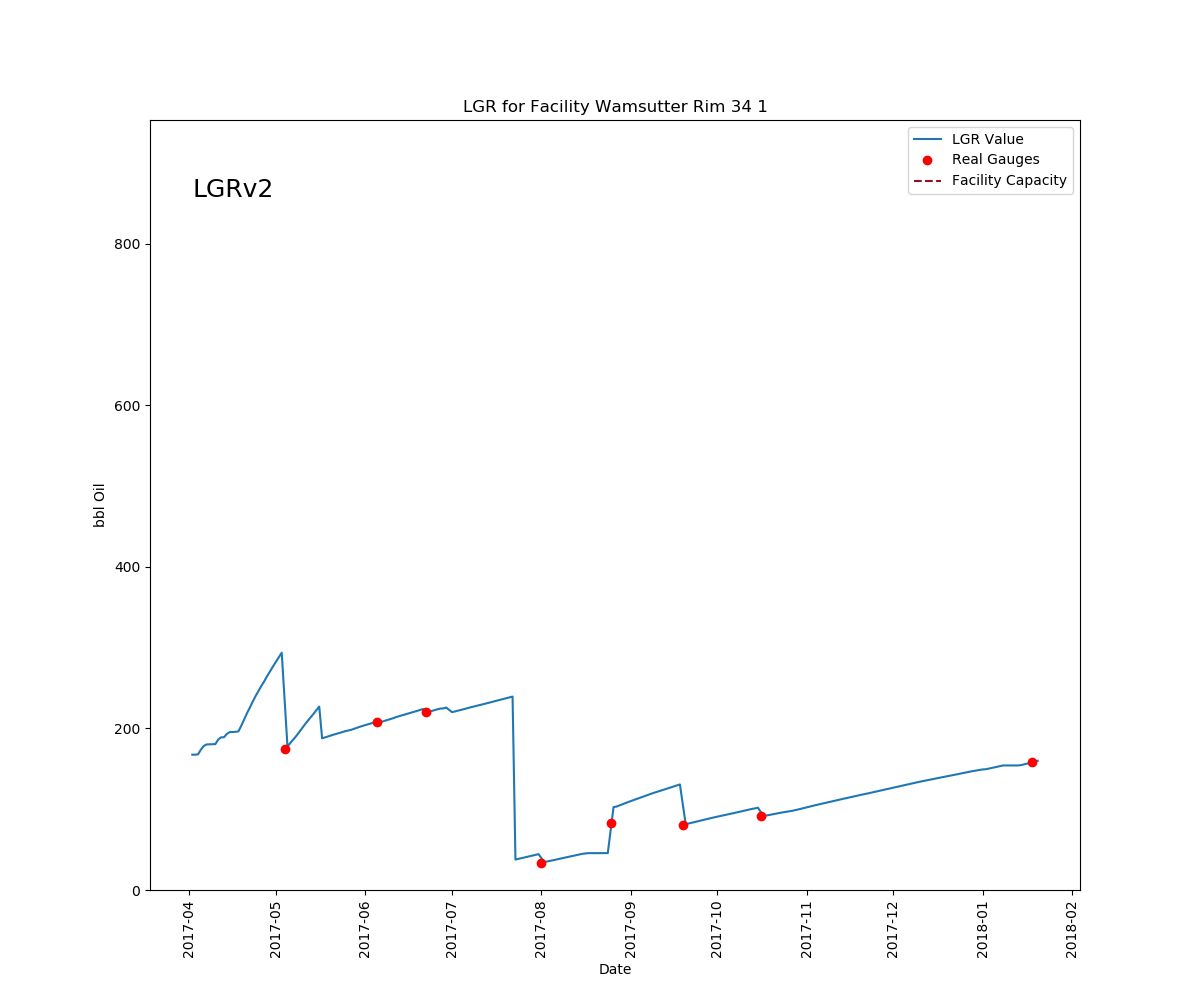 LGR for Facility Wamsutter Rim 34 1
LGRv2
LGR Value
Real Gauges
Facility Capacity
800
600
400
200
0
bbl Oil
2017-04
2017-05
2017-06
2017-07
2017-08
2017-09
2017-10
2017-11
2017-12
2018-01
2018-02
Date